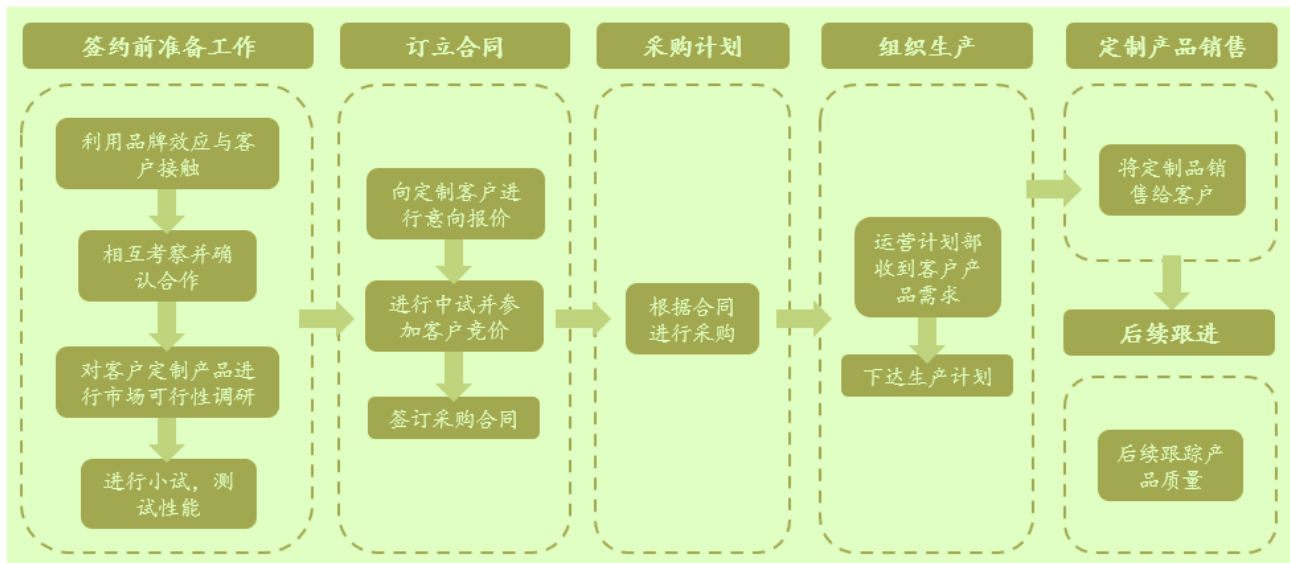 签约前准备工作
利用品牌效应与客
户接触
相互考察并确
认合作
对客户定制产品进
行市场可行性调研
进行小试，测
试性能
订立合同
向定制客户进
行意向报价
进行中试并参
加客户竞价
签订采购合同
采购计划
根据合同
进行采购
组织生产
运营计划部
收到客户产
品需求
下达生产计划
定制产品销售
将定制品销
售给客户
后续跟进
后续跟踪产
品质量